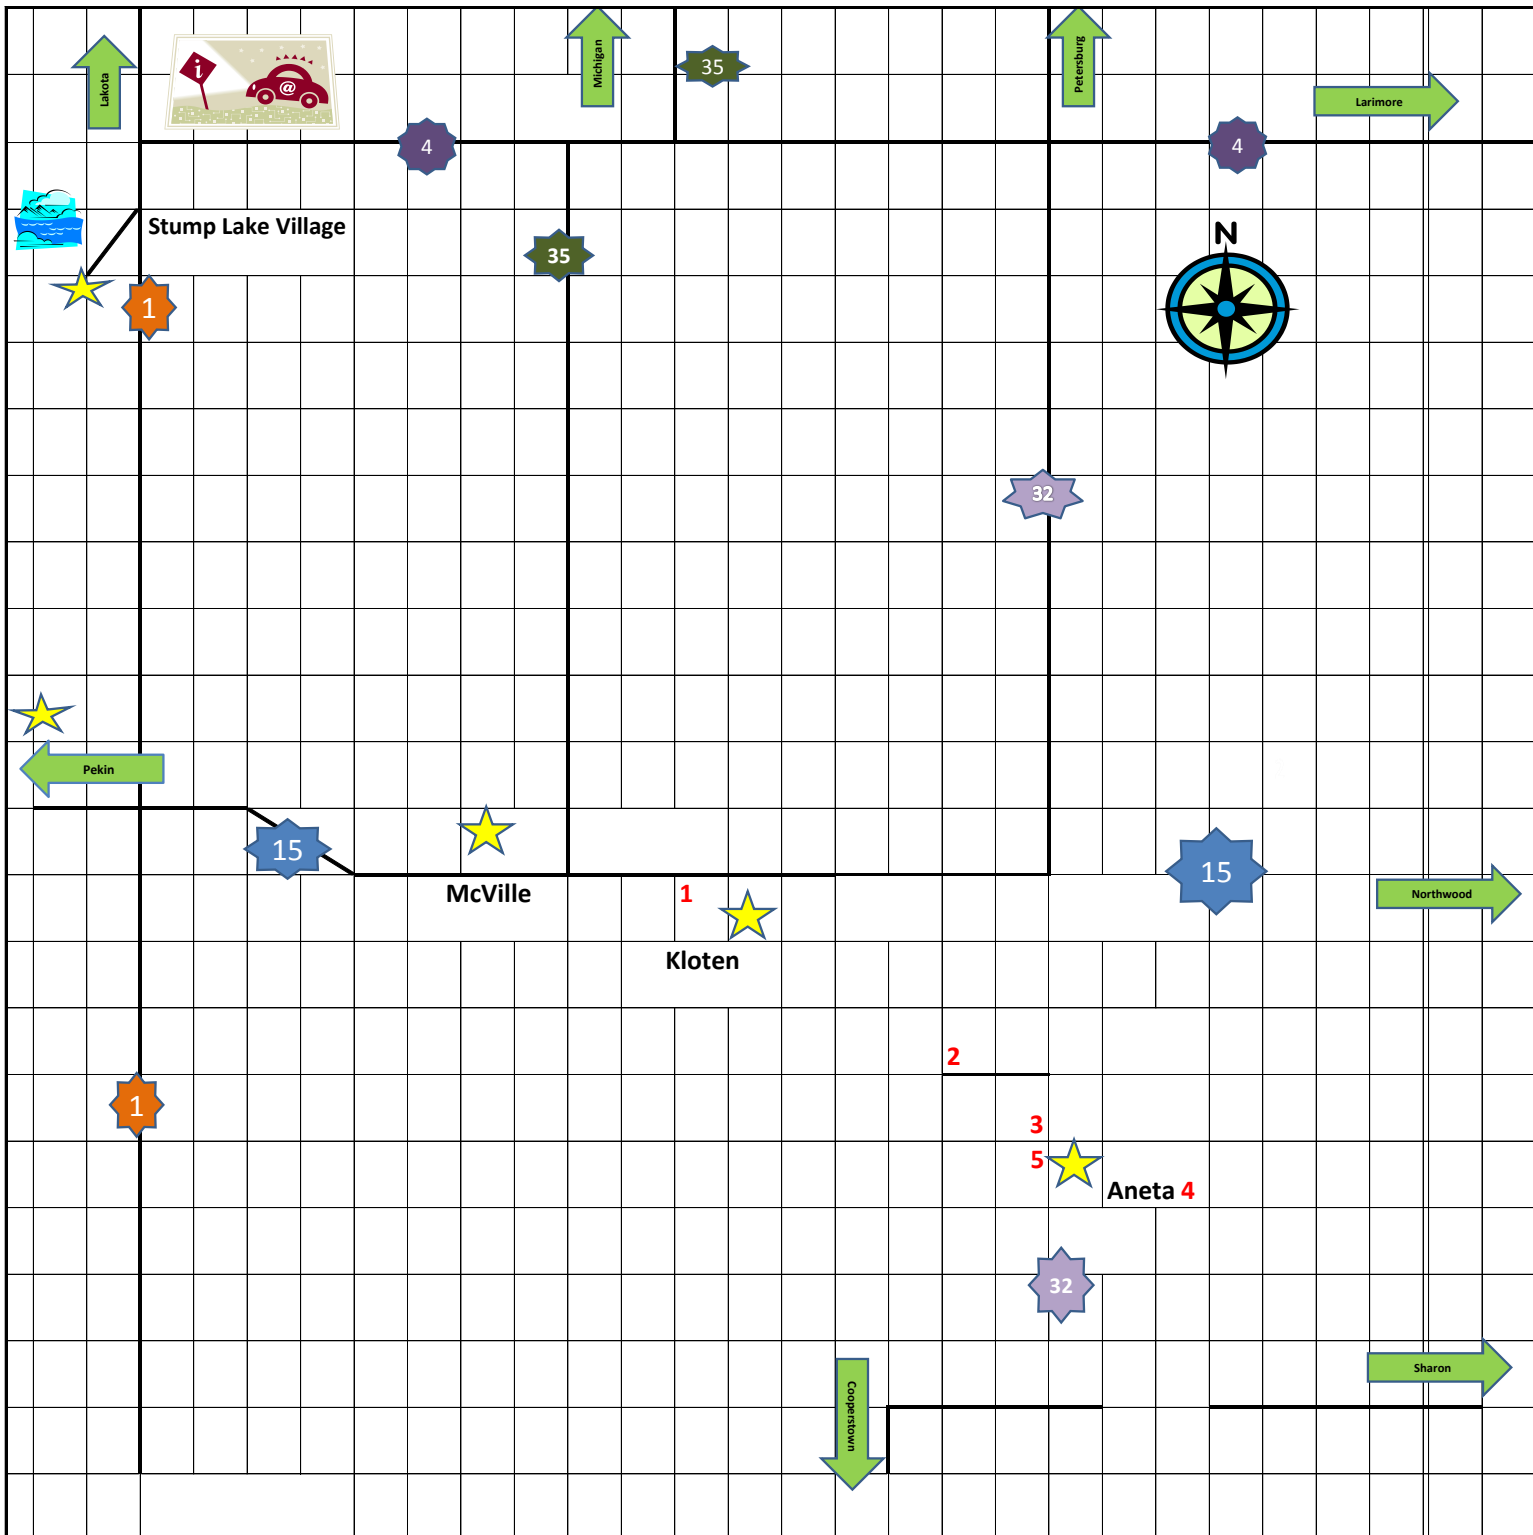 Lakota
i
@
Michigan
35
Petersburg
Larimore
4
4
Stump Lake Village
35
N
1
32
Pekin
15
15
McVille
1
Northwood
Kloten
2
1
3
5
Aneta 4
32
Sharon
Cooperstown